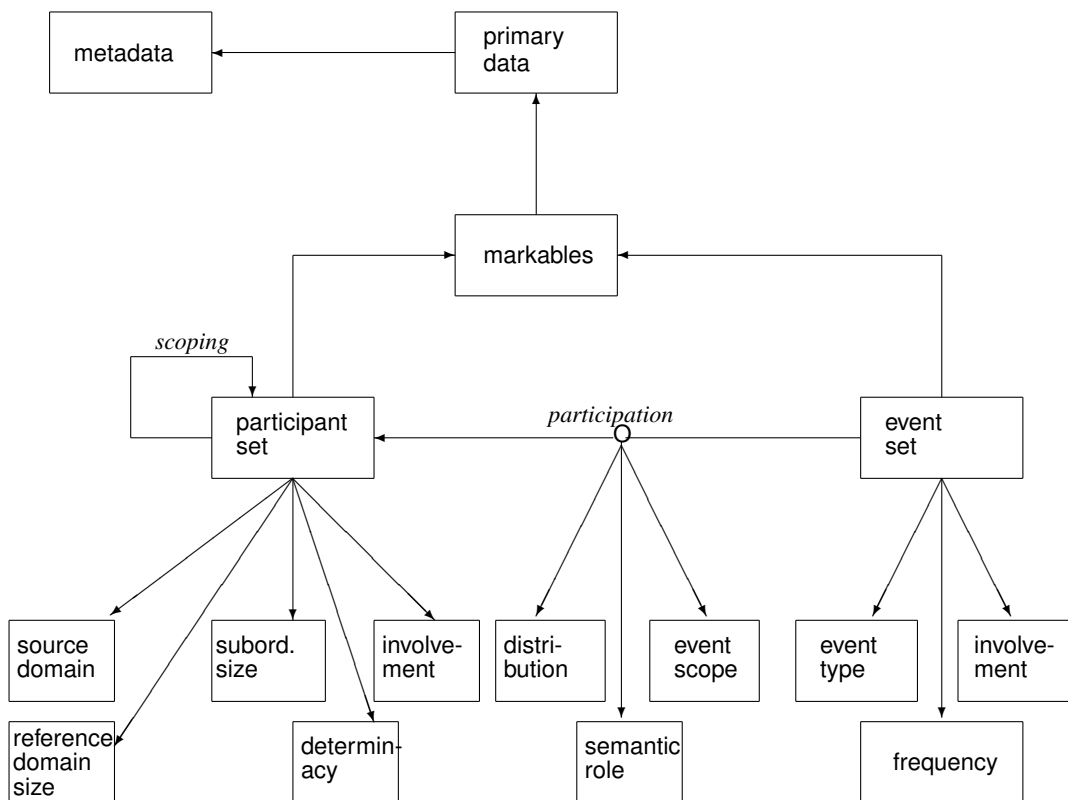 metadata
primary
data
markables
scoping
participant
set
participation
O
event
set
source
domain
subord.
size
involve-
ment
distri-
bution
event
scope
event
type
involve-
ment
reference
domain
size
determin-
acy
semantic
role
frequency